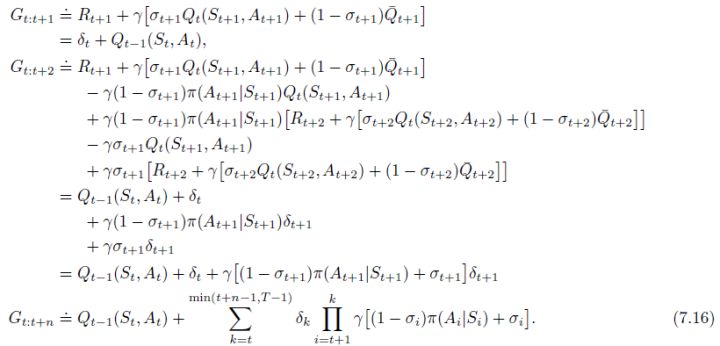 G_{t:t+1} ≐ R_{t+1} + γ[σ_{t+1}Q_t(S_{t+1}, A_{t+1}) + (1 − σ_{t+1})Q̄_{t+1}]
= δ_t + Q_{t−1}(S_t, A_t),
G_{t:t+2} ≐ R_{t+1} + γ[σ_{t+1}Q_t(S_{t+1}, A_{t+1}) + (1 − σ_{t+1})Q̄_{t+1}]
− γ(1 − σ_{t+1})π(A_{t+1}|S_{t+1})Q_t(S_{t+1}, A_{t+1})
+ γ(1 − σ_{t+1})π(A_{t+1}|S_{t+1})[R_{t+2} + γ[σ_{t+2}Q_t(S_{t+2}, A_{t+2}) + (1 − σ_{t+2})Q̄_{t+2}]]
− γσ_{t+1}Q_t(S_{t+1}, A_{t+1})
+ γσ_{t+1}[R_{t+2} + γ[σ_{t+2}Q_t(S_{t+2}, A_{t+2}) + (1 − σ_{t+2})Q̄_{t+2}]]
= Q_{t−1}(S_t, A_t) + δ_t
+ γ(1 − σ_{t+1})π(A_{t+1}|S_{t+1})δ_{t+1}
+ γσ_{t+1}δ_{t+1}
= Q_{t−1}(S_t, A_t) + δ_t + γ[(1 − σ_{t+1})π(A_{t+1}|S_{t+1}) + σ_{t+1}]δ_{t+1}
G_{t:t+n} ≐ Q_{t−1}(S_t, A_t) + ∑_{k=t}^{min(t+n−1,T−1)} δ_k ∏_{i=t+1}^{k} γ[(1 − σ_i)π(A_i|S_i) + σ_i]. (7.16)